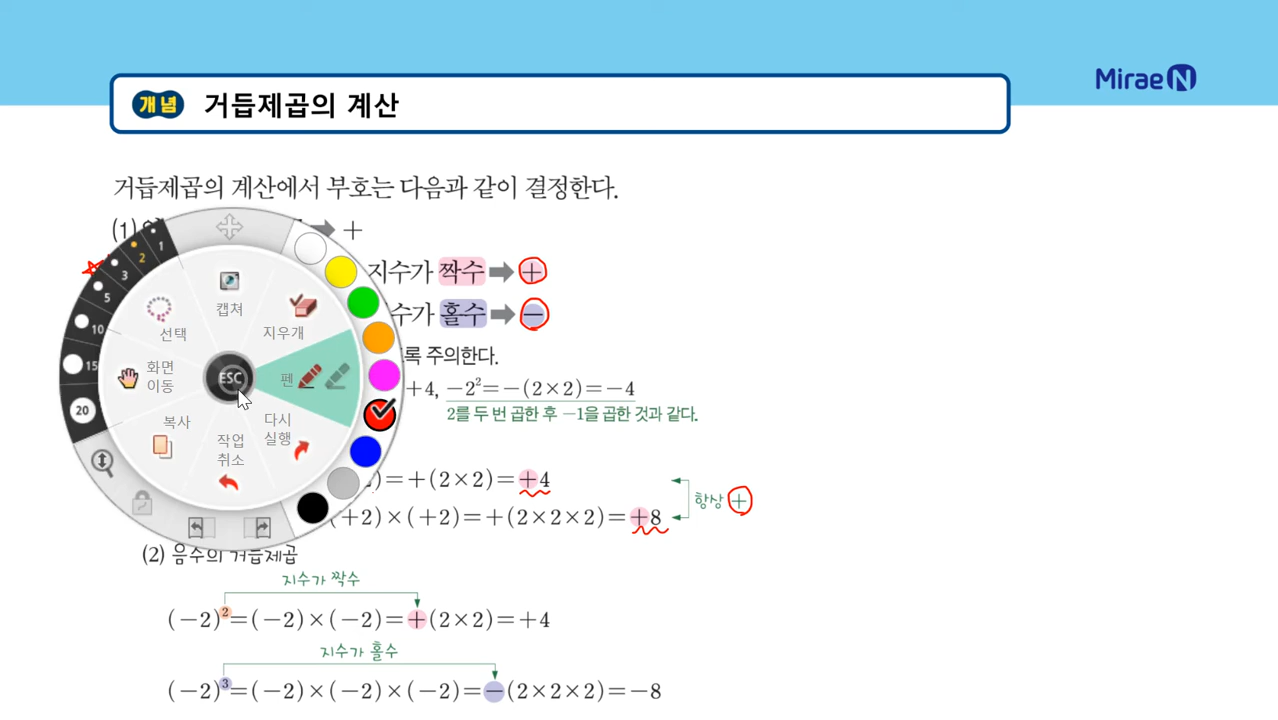 Mirae N
개념 거듭제곱의 계산
거듭제곱의 계산에서 부호는 다음과 같이 결정한다.
(1) ➡ +
지수가 짝수 ➡ +
홀수 ➡ −
주의한다.
+4, −2²=−(2×2)=−4
2를 두 번 곱한 후 −1을 곱한 것과 같다.
)=+(2×2)=+4
항상 +
(+2)×(+2)=+(2×2×2)=+8
(2) 음수의 거듭제곱
지수가 짝수
(−2)²=(−2)×(−2)=+(2×2)=+4
지수가 홀수
(−2)³=(−2)×(−2)×(−2)=−(2×2×2)=−8
1
2
3
5
10
15
20
캡쳐
선택
지우개
화면
이동
ESC
펜
복사
다시
실행
작업
취소